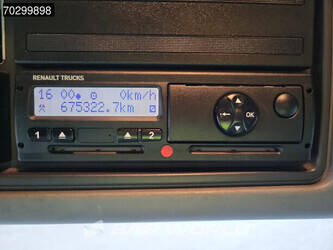 70299898
RENAULT TRUCKS
16 00 0km/h
675322.7km
1 2
OK